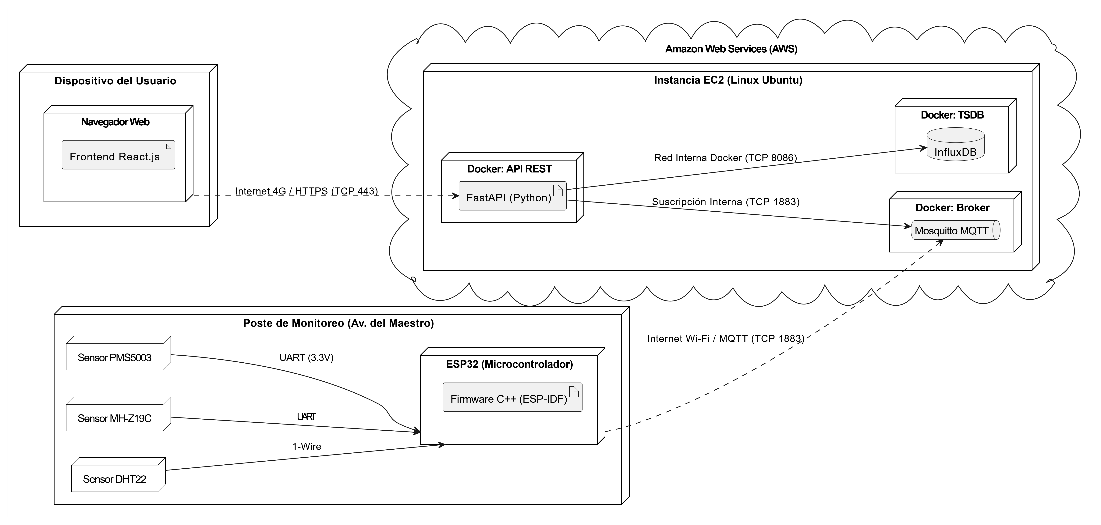 Amazon Web Services (AWS)
Dispositivo del Usuario
Navegador Web
Frontend React.js
Internet 4G / HTTPS (TCP 443)
Instancia EC2 (Linux Ubuntu)
Docker: API REST
FastAPI (Python)
Red Interna Docker (TCP 8086)
Suscripción Interna (TCP 1883)
Docker: TSDB
InfluxDB
Docker: Broker
Mosquitto MQTT
Poste de Monitoreo (Av. del Maestro)
Sensor PMS5003
UART (3.3V)
Sensor MH-Z19C
UART
Sensor DHT22
1-Wire
ESP32 (Microcontrolador)
Firmware C++ (ESP-IDF)
Internet Wi-Fi / MQTT (TCP 1883)